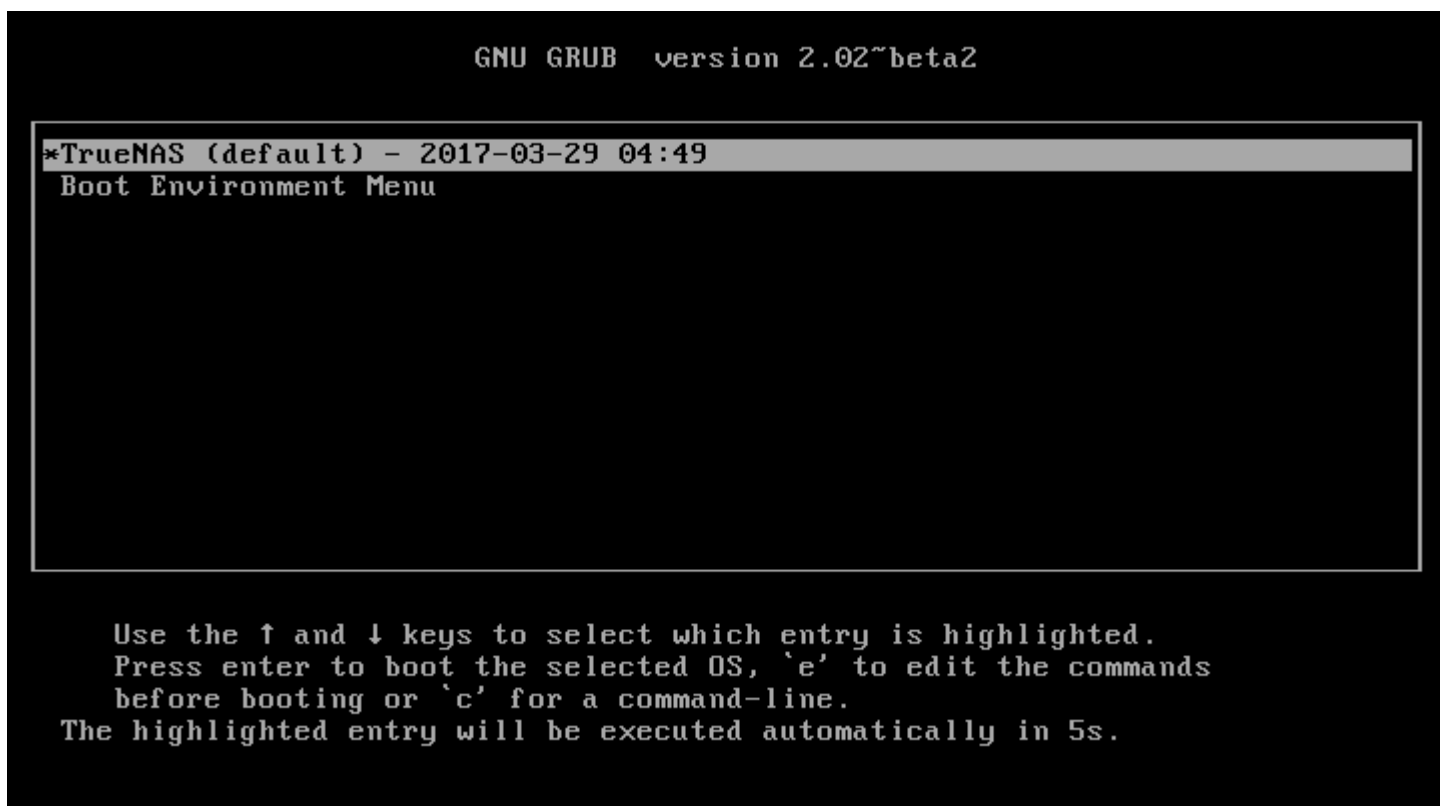 GNU GRUB  version 2.02~beta2
*TrueNAS (default) - 2017-03-29 04:49
Boot Environment Menu
Use the ↑ and ↓ keys to select which entry is highlighted.
Press enter to boot the selected OS, `e' to edit the commands
before booting or `c' for a command-line.
The highlighted entry will be executed automatically in 5s.